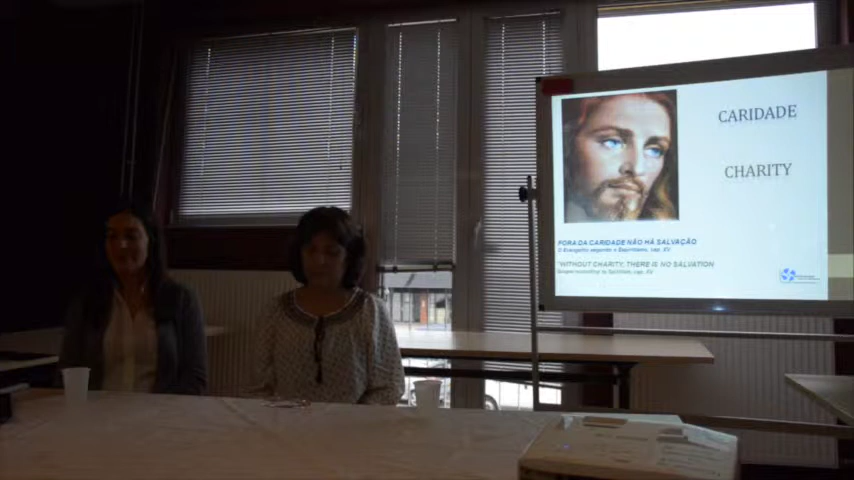 CARIDADE
CHARITY
FORA DA CARIDADE NÃO HÁ SALVAÇÃO
O Evangelho segundo o Espiritismo, cap. XV
"WITHOUT CHARITY, THERE IS NO SALVATION
Gospel according to Spiritism, cap. XV